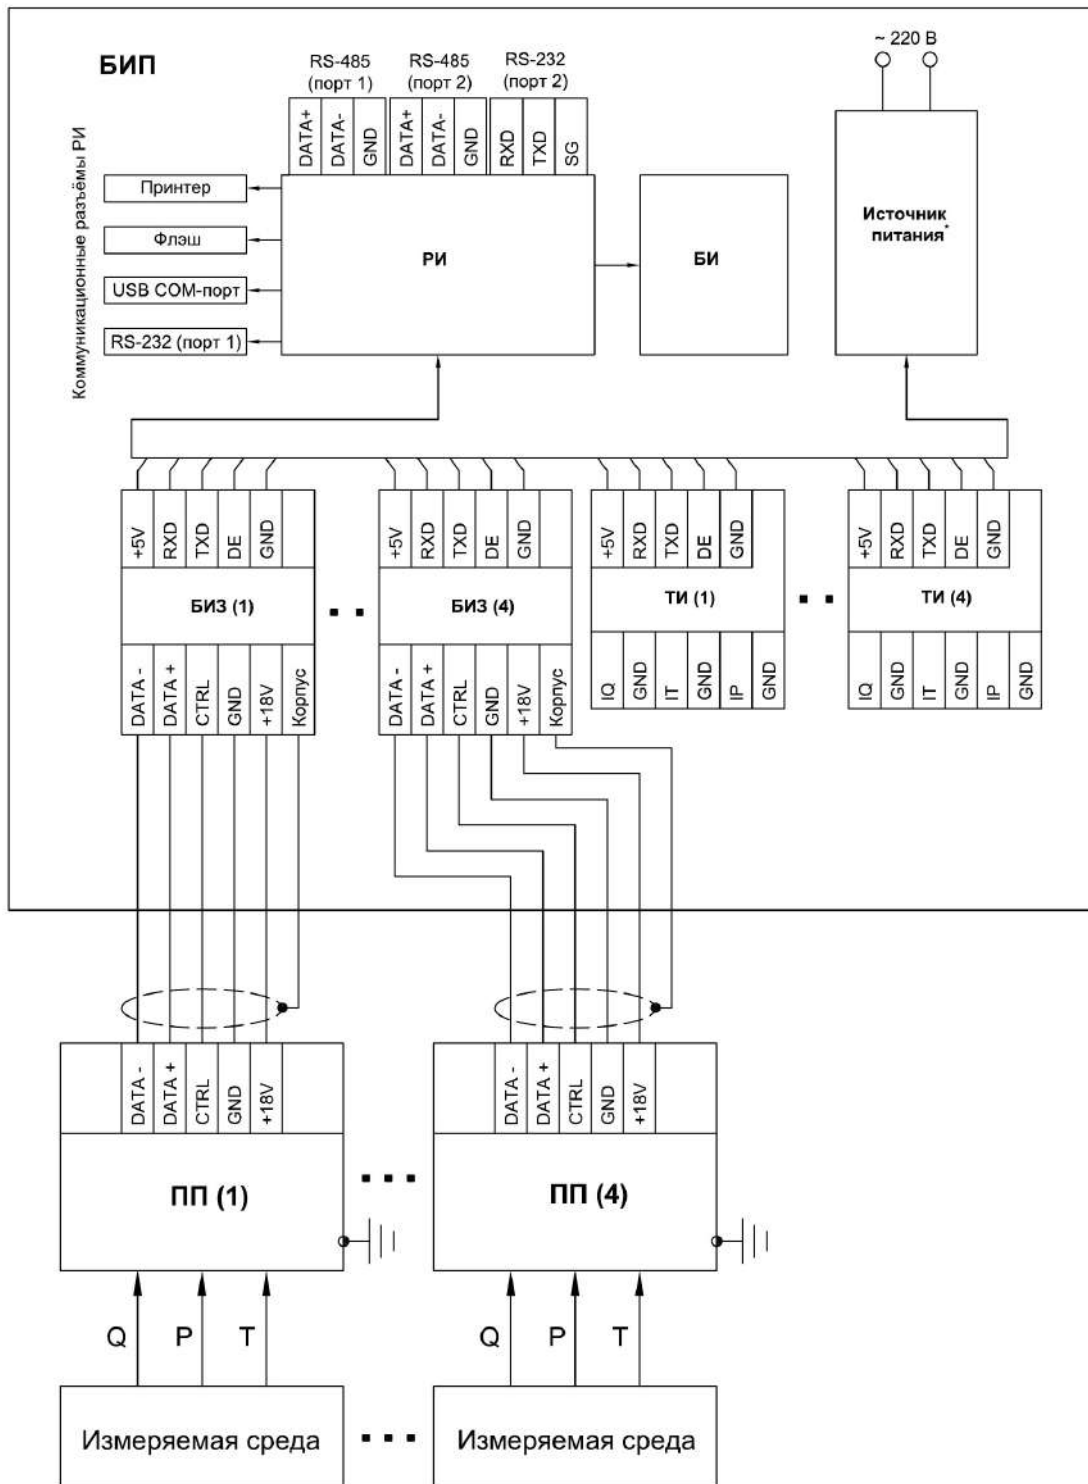 ~ 220 В
БИП
RS-485
(порт 1)
RS-485
(порт 2)
RS-232
(порт 2)
DATA+
DATA-
GND
DATA+
DATA-
GND
RXD
TXD
SG
Коммуникационные разъёмы РИ
Принтер
Флэш
USB COM-порт
RS-232 (порт 1)
РИ
БИ
Источник
питания*
+5V
RXD
TXD
DE
GND
+5V
RXD
TXD
DE
GND
+5V
RXD
TXD
DE
GND
+5V
RXD
TXD
DE
GND
БИЗ (1)
БИЗ (4)
ТИ (1)
ТИ (4)
DATA -
DATA +
CTRL
GND
+18V
Корпус
DATA -
DATA +
CTRL
GND
+18V
Корпус
IQ
GND
IT
GND
IP
GND
IQ
GND
IT
GND
IP
GND
DATA -
DATA +
CTRL
GND
+18V
DATA -
DATA +
CTRL
GND
+18V
ПП (1)
ПП (4)
Q
P
T
Q
P
T
Измеряемая среда
Измеряемая среда